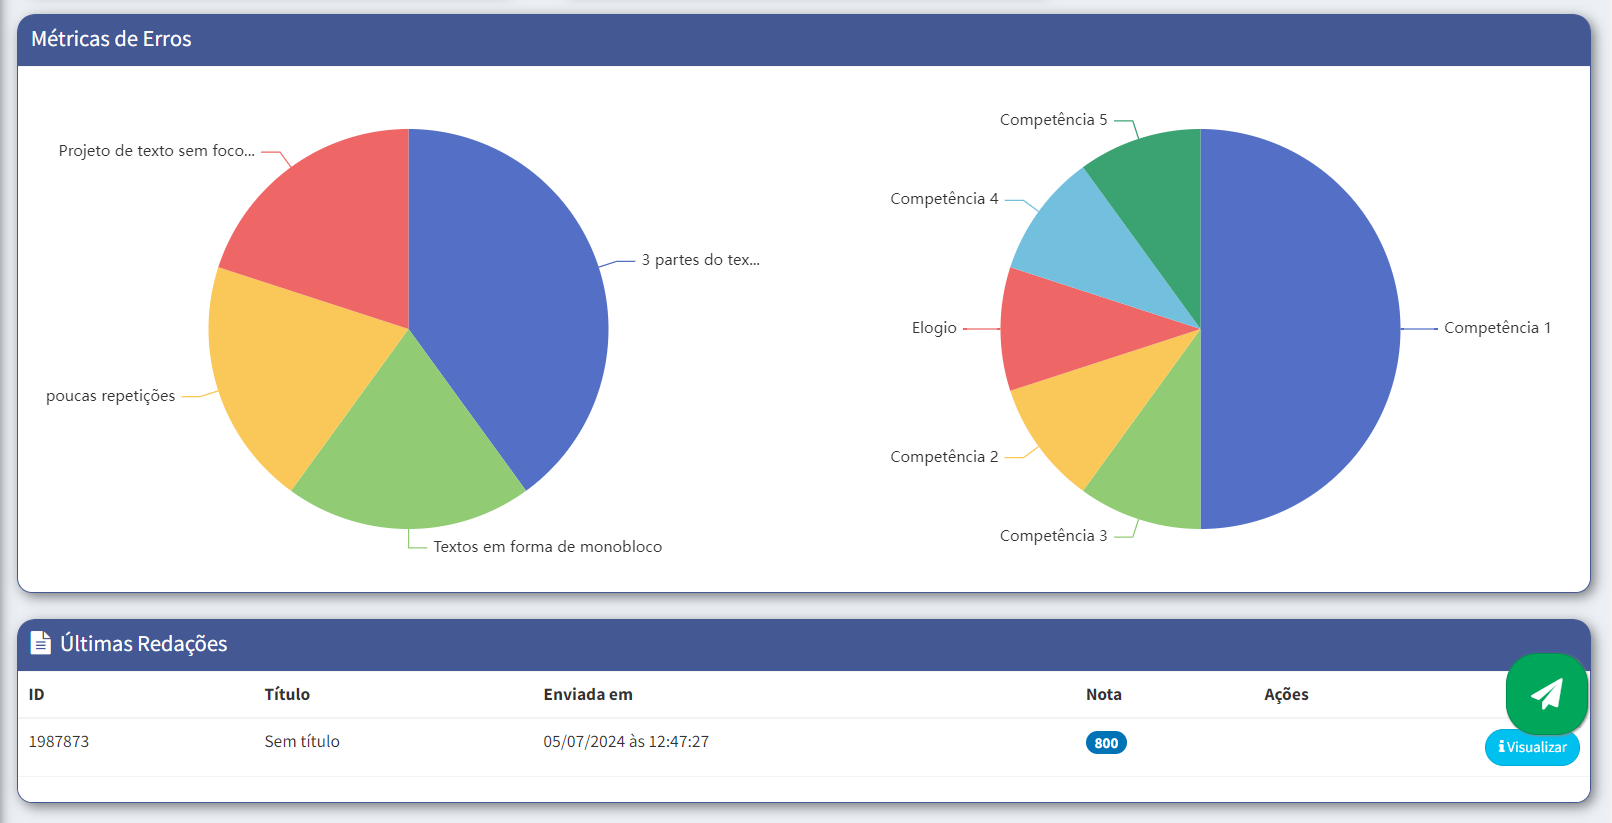 Métricas de Erros
Projeto de texto sem foco...
3 partes do tex...
poucas repetições
Textos em forma de monobloco
Competência 5
Competência 4
Elogio
Competência 1
Competência 2
Competência 3
Últimas Redações
ID Título Enviada em Nota Ações
1987873 Sem título 05/07/2024 às 12:47:27 800 Visualizar